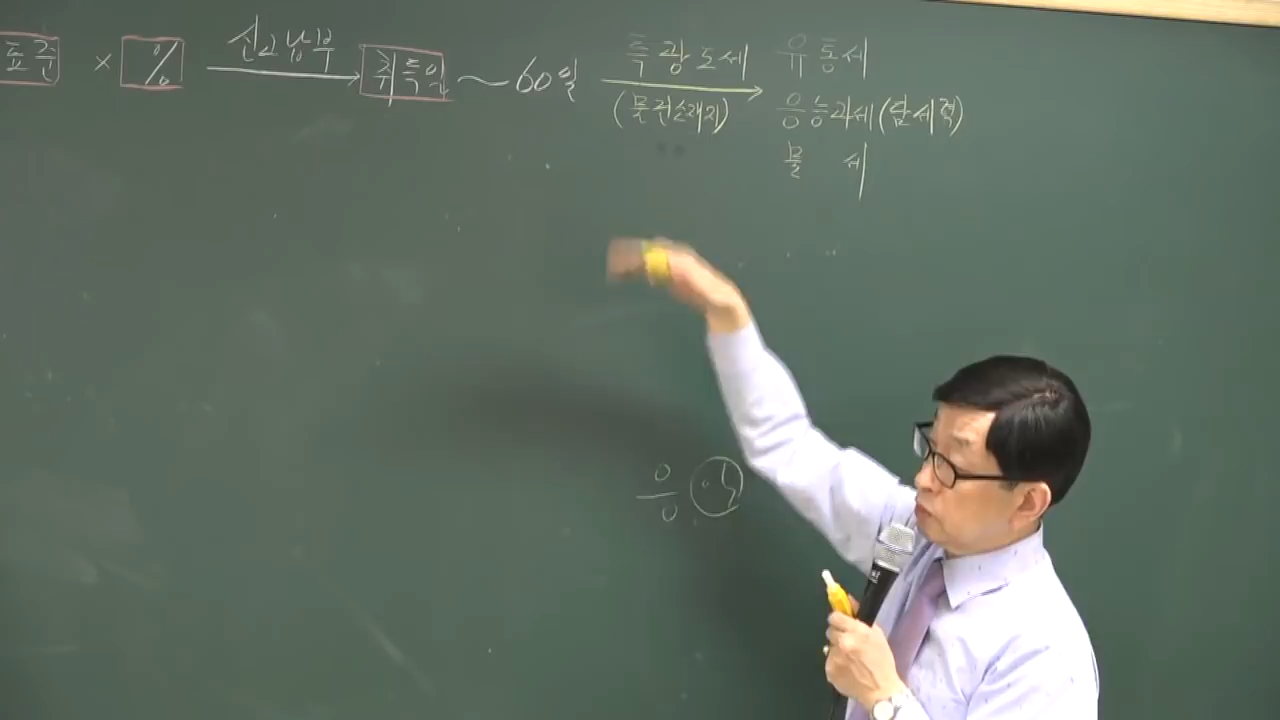 표준 × % 신고납부 취득일 ~ 60일 특광도세 유통세
(물건소재지) 응능과세(담세력)
물 세
응